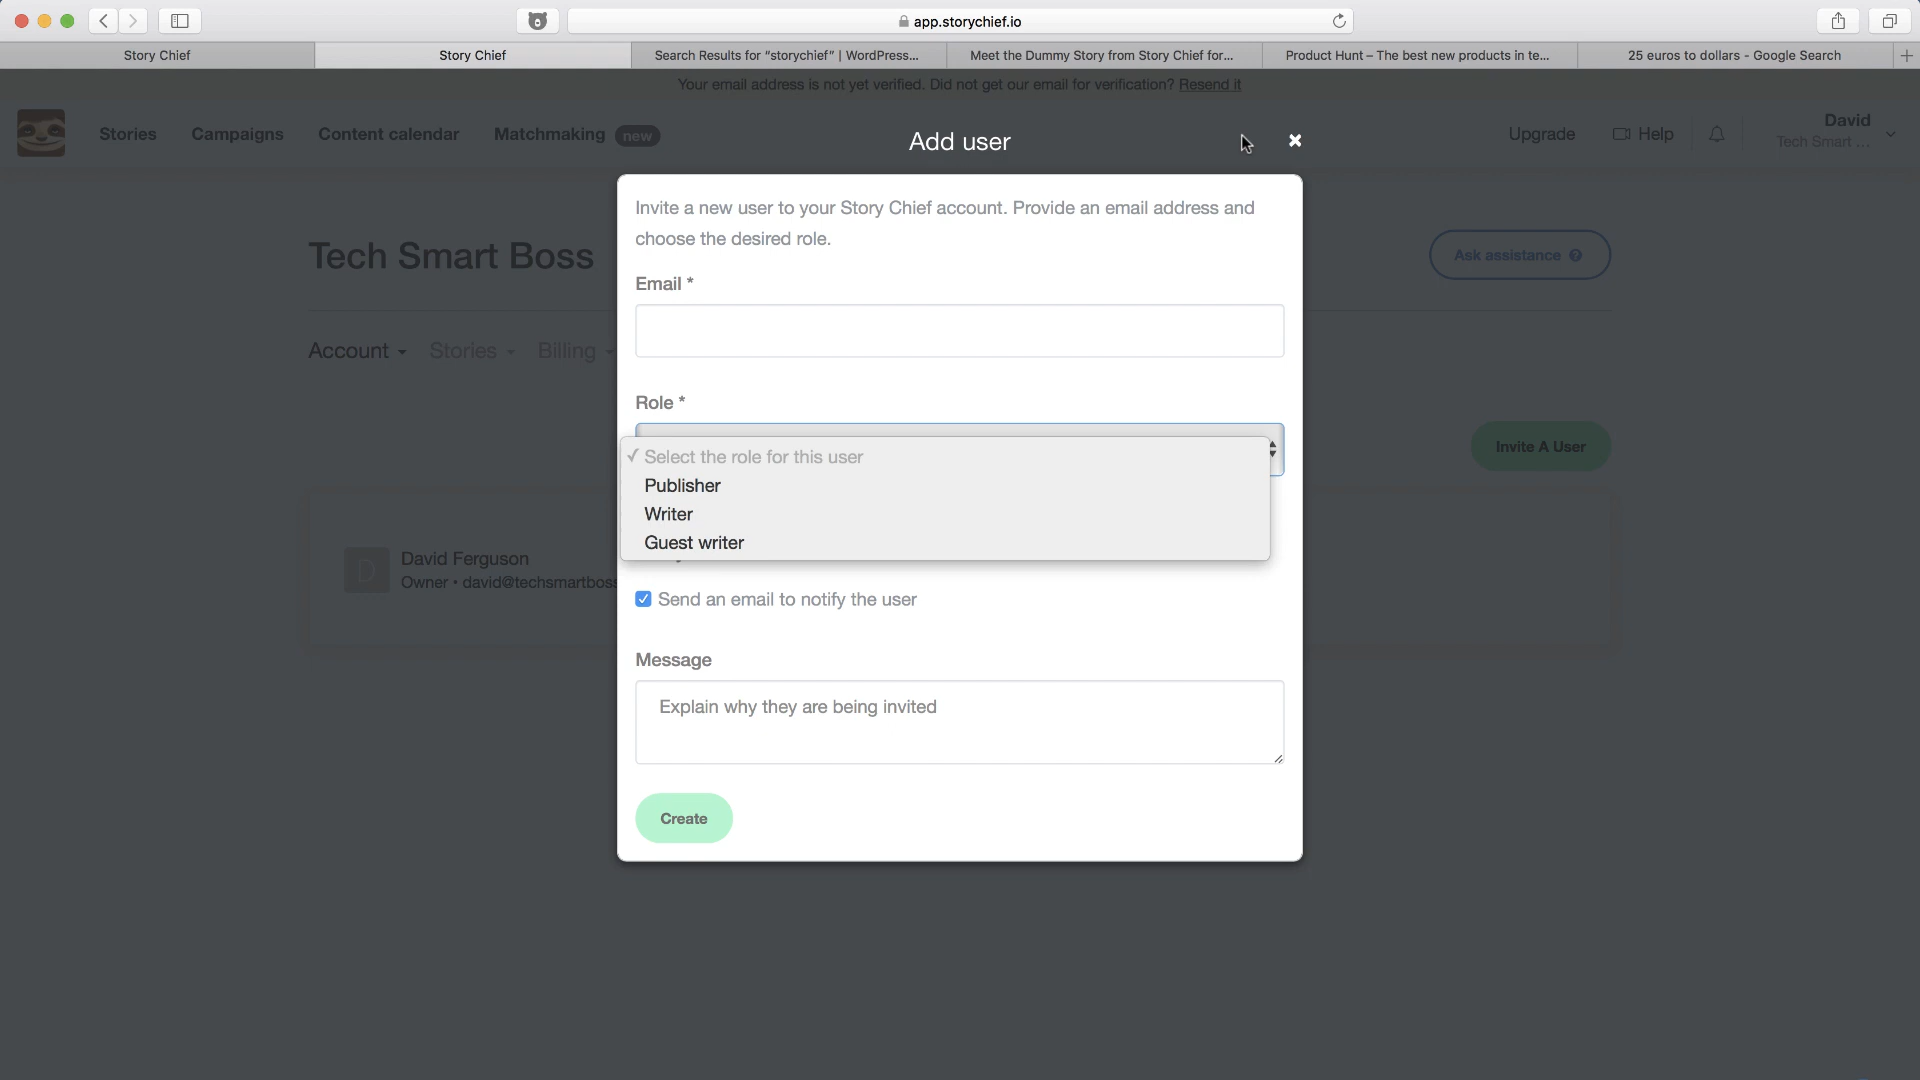 app.storychief.io
Story Chief
Story Chief
Search Results for "storychief" | WordPress...
Meet the Dummy Story from Story Chief for...
Product Hunt – The best new products in te...
25 euros to dollars - Google Search
Your email address is not yet verified. Did not get our email for verification? Resend it
Stories
Campaigns
Content calendar
Matchmaking new
Upgrade
Help
David
Tech Smart ...
Add user
Tech Smart Boss
Ask assistance
Account
Stories
Billing
Invite a new user to your Story Chief account. Provide an email address and
choose the desired role.
Email *
Role *
Select the role for this user
Publisher
Writer
Guest writer
Invite A User
D
David Ferguson
Owner • david@techsmartboss
Send an email to notify the user
Message
Explain why they are being invited
Create